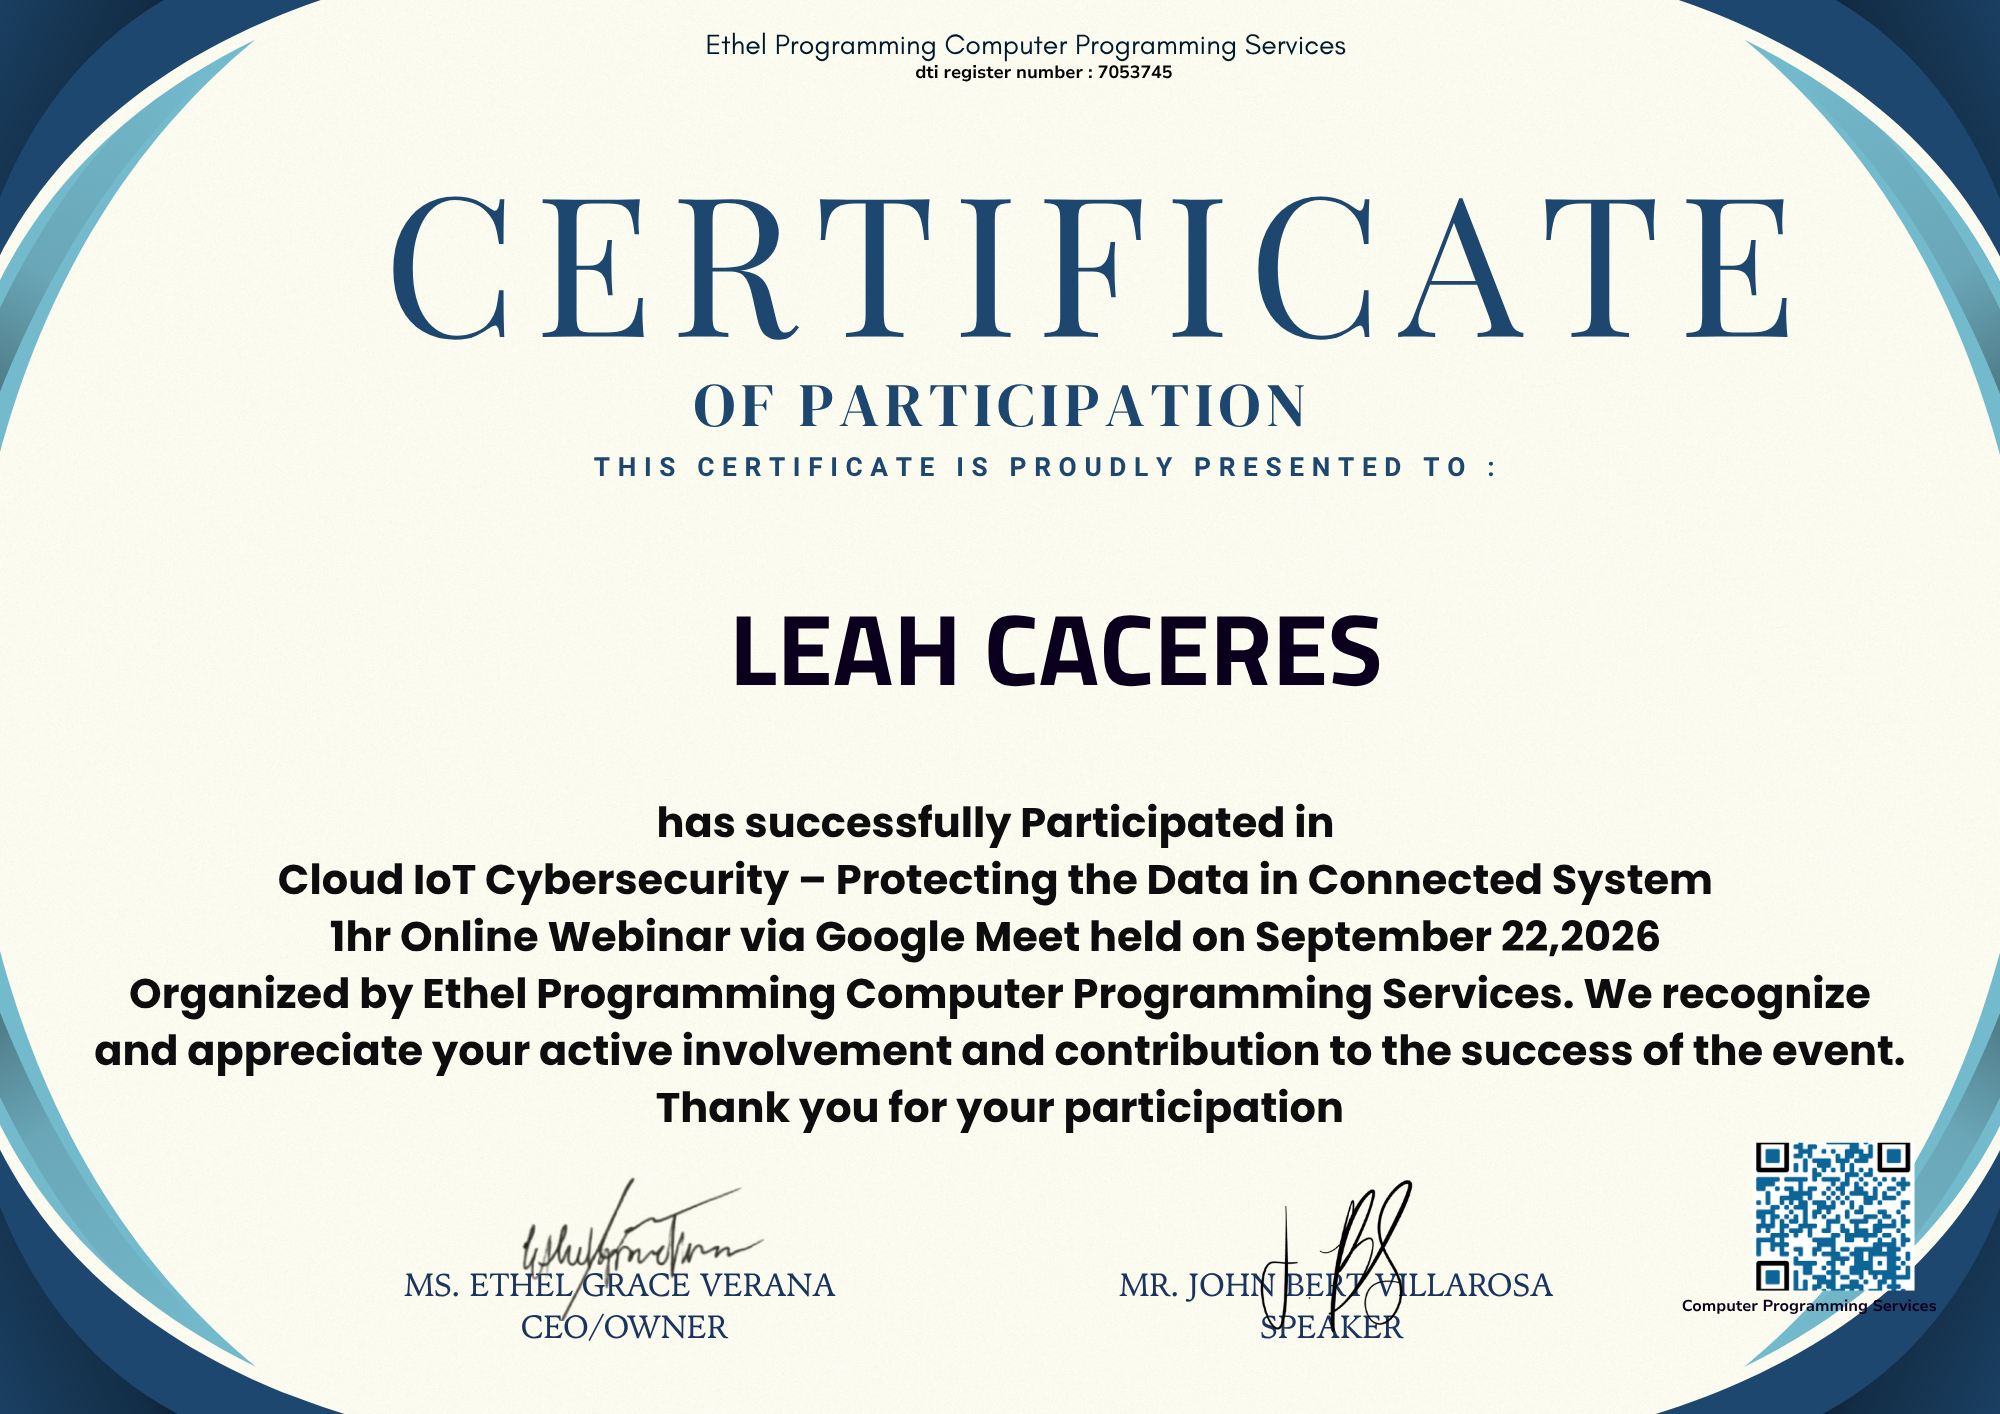 Ethel Programming Computer Programming Services
dti register number : 7053745
CERTIFICATE
OF PARTICIPATION
THIS CERTIFICATE IS PROUDLY PRESENTED TO :
LEAH CACERES
has successfully Participated in
Cloud IoT Cybersecurity – Protecting the Data in Connected System
1hr Online Webinar via Google Meet held on September 22,2026
Organized by Ethel Programming Computer Programming Services. We recognize
and appreciate your active involvement and contribution to the success of the event.
Thank you for your participation
MS. ETHEL GRACE VERANA
CEO/OWNER
MR. JOHN BERT VILLAROSA
SPEAKER
Computer Programming Services